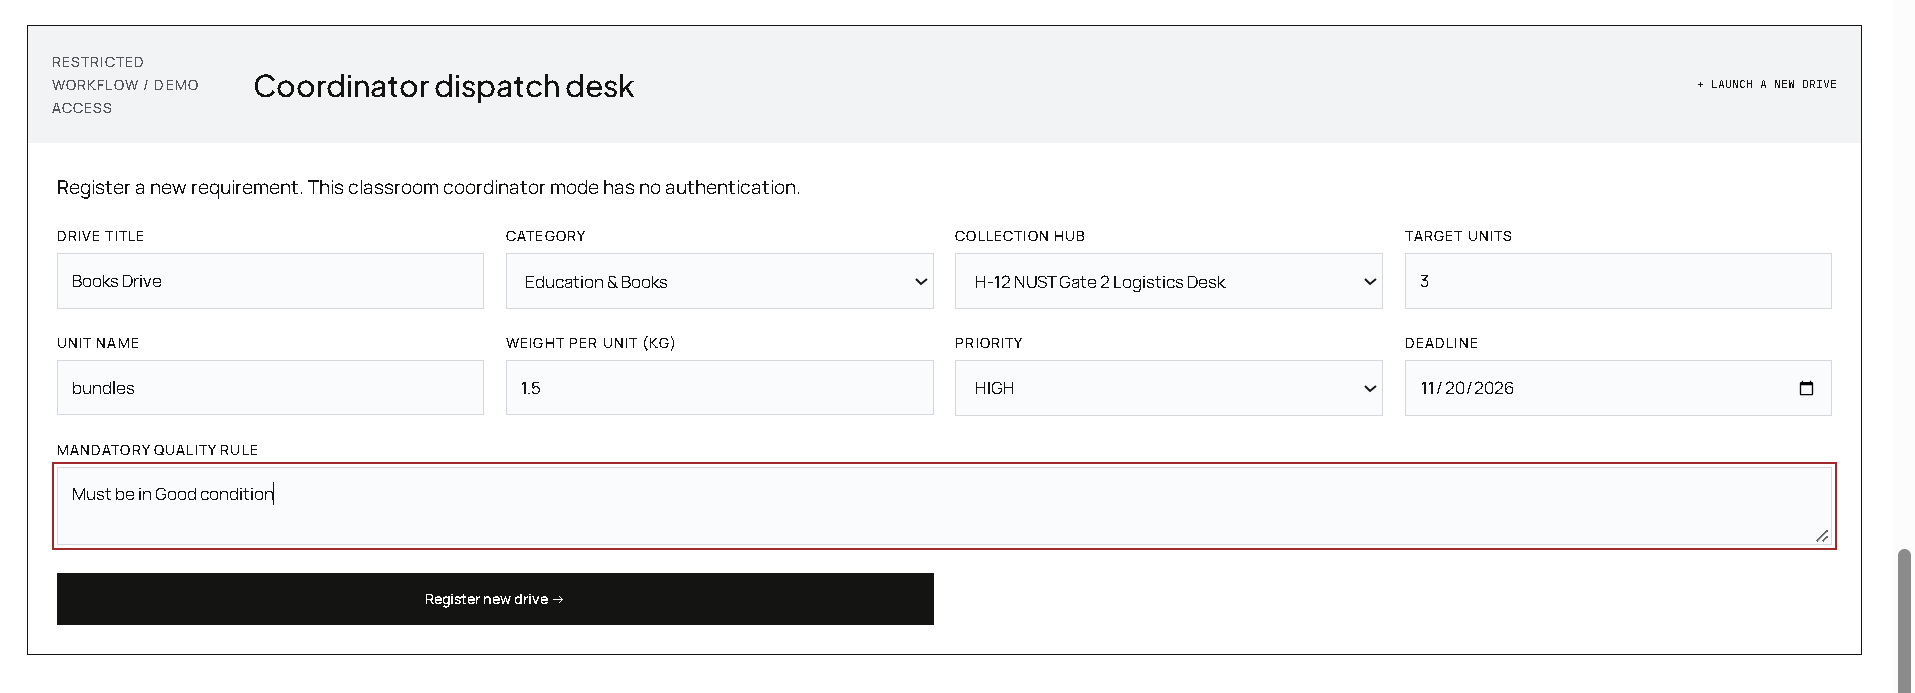 RESTRICTED
WORKFLOW / DEMO
ACCESS
Coordinator dispatch desk
+ LAUNCH A NEW DRIVE
Register a new requirement. This classroom coordinator mode has no authentication.
DRIVE TITLE
CATEGORY
COLLECTION HUB
TARGET UNITS
Books Drive
Education & Books
H-12 NUST Gate 2 Logistics Desk
3
UNIT NAME
WEIGHT PER UNIT (KG)
PRIORITY
DEADLINE
bundles
1.5
HIGH
11/20/2026
MANDATORY QUALITY RULE
Must be in Good condition
Register new drive →